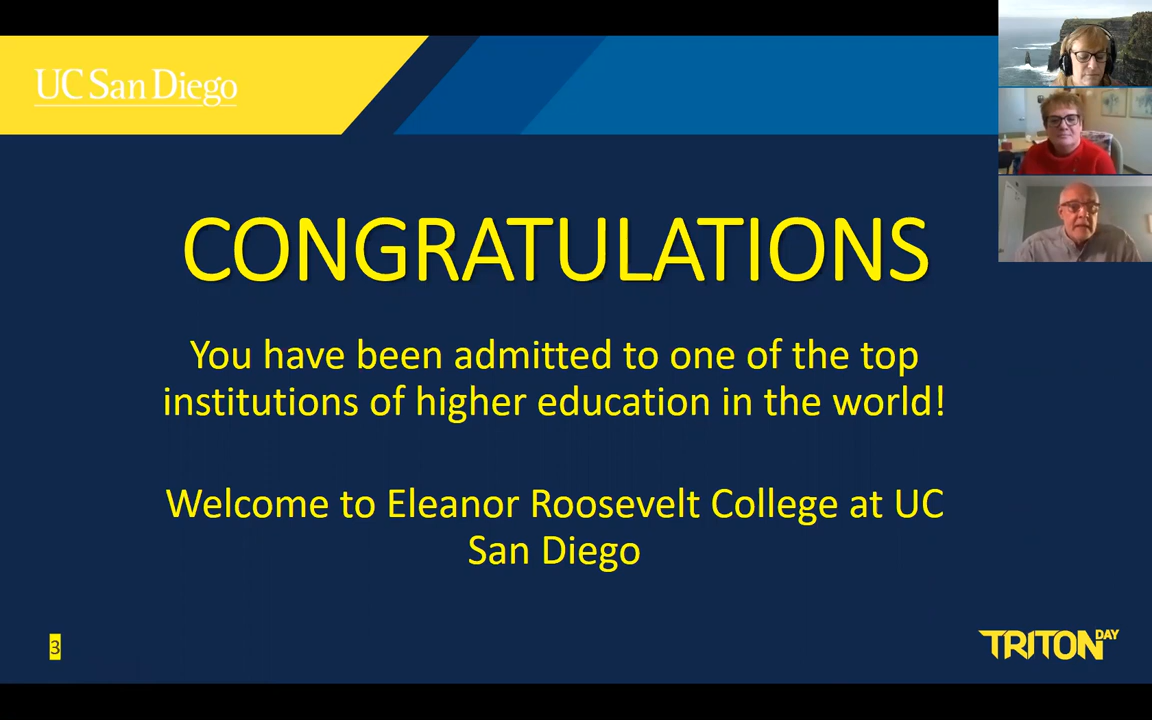 UC San Diego
CONGRATULATIONS
You have been admitted to one of the top
institutions of higher education in the world!
Welcome to Eleanor Roosevelt College at UC
San Diego
3
TRITON DAY